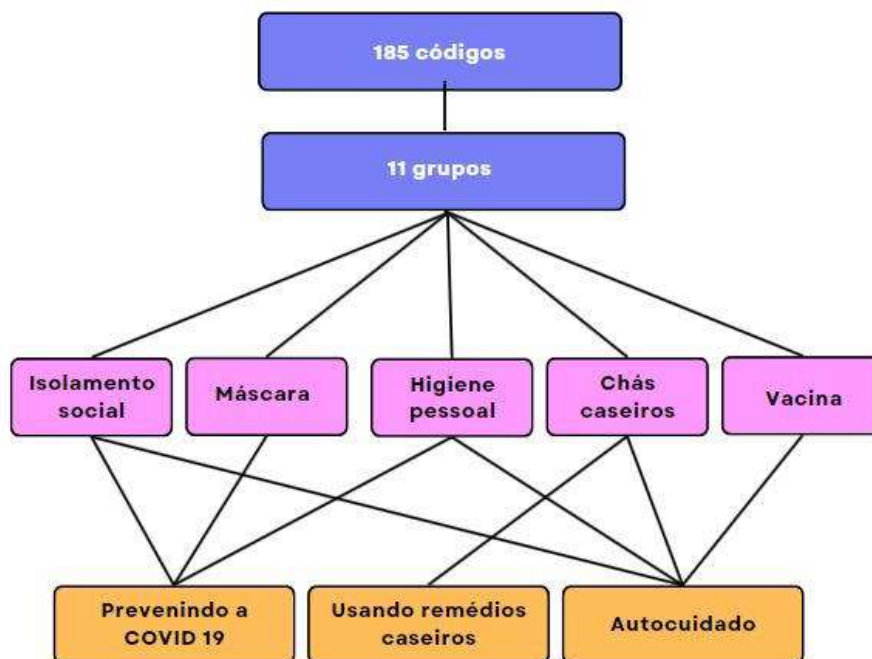 185 códigos
11 grupos
Isolamento
social
Máscara
Higiene
pessoal
Chás
caseiros
Vacina
Prevenindo a
COVID 19
Usando remédios
caseiros
Autocuidado